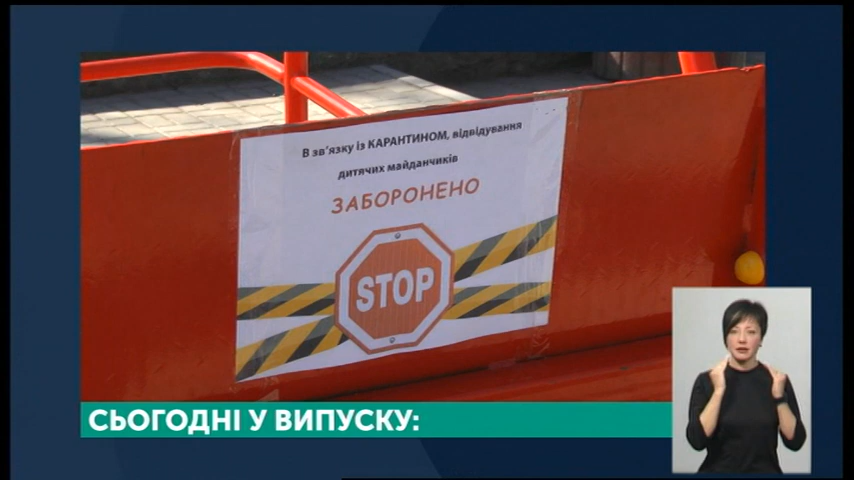 В зв'язку із КАРАНТИНОМ, відвідування
дитячих майданчиків
ЗАБОРОНЕНО
STOP
СЬОГОДНІ У ВИПУСКУ: